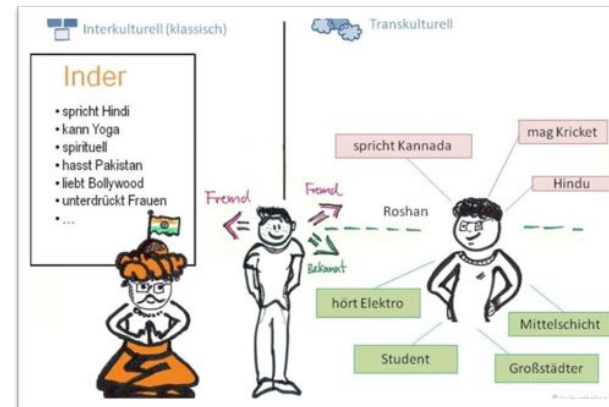 Interkulturell (klassisch)
Transkulturell
Inder
• spricht Hindi
• kann Yoga
• spirituell
• hasst Pakistan
• liebt Bollywood
• unterdrückt Frauen
• ...
Fremd
Fremd
Bekannt
Roshan
spricht Kannada
mag Kricket
Hindu
hört Elektro
Student
Mittelschicht
Großstädter